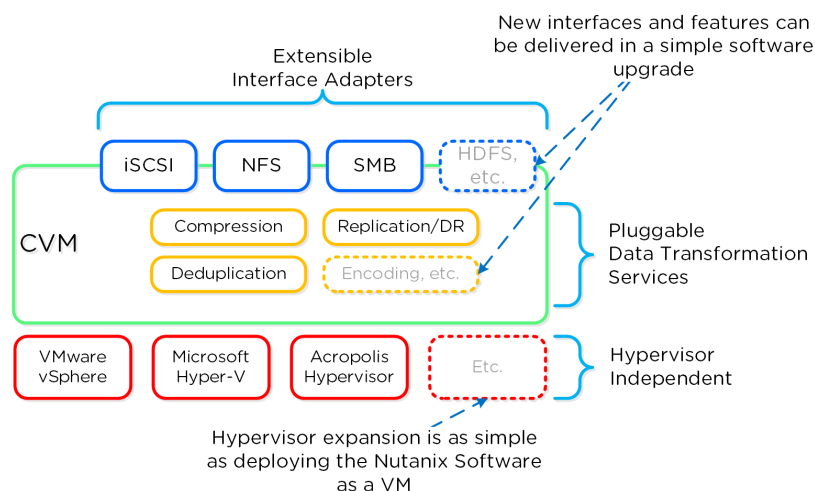 New interfaces and features can
be delivered in a simple software
upgrade
Extensible
Interface Adapters
iSCSI
NFS
SMB
HDFS,
etc.
CVM
Compression
Replication/DR
Deduplication
Encoding, etc.
Pluggable
Data Transformation
Services
VMware
vSphere
Microsoft
Hyper-V
Acropolis
Hypervisor
Etc.
Hypervisor
Independent
Hypervisor expansion is as simple
as deploying the Nutanix Software
as a VM